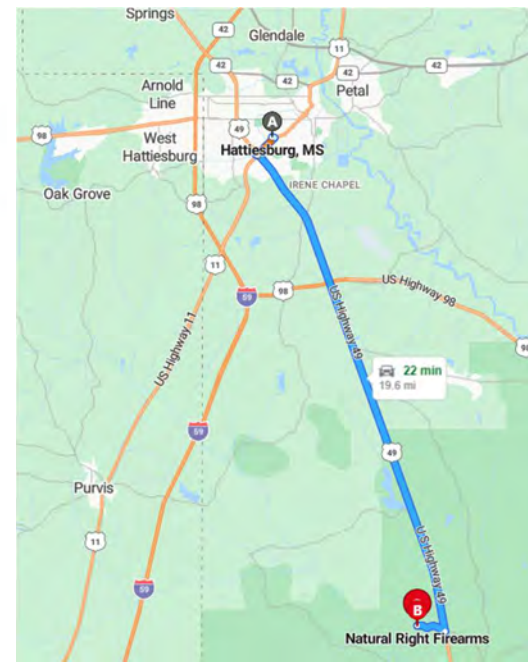 Springs
Glendale
11
42
42
42
42
42
Arnold
Line
Petal
A
49
98
West
Hattiesburg
Hattiesburg, MS
IRENE CHAPEL
Oak Grove
98
11
US Highway 98
59
98
US Highway 49
98
US Highway 11
22 min
19.6 mi
59
49
Purvis
11
US Highway 49
59
B
Natural Right Firearms